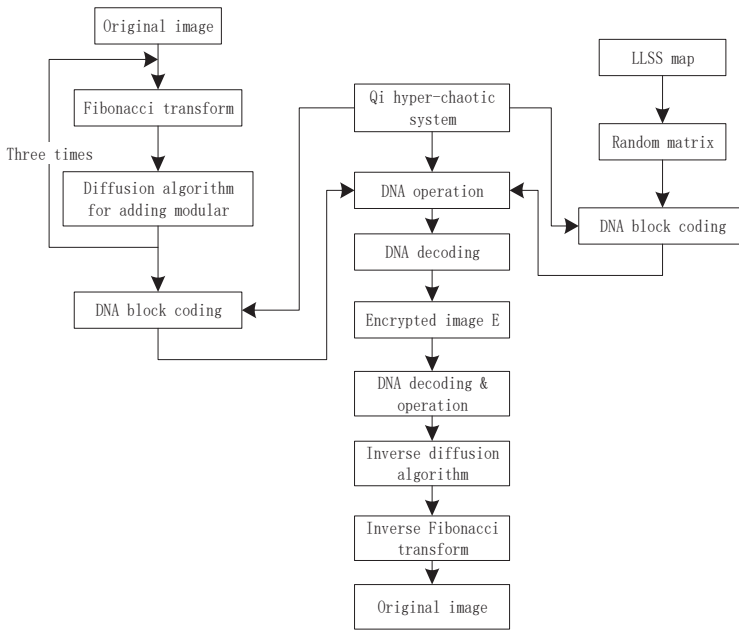 Original image
Fibonacci transform
Three times
Diffusion algorithm
for adding modular
DNA block coding
Qi hyper-chaotic
system
DNA operation
DNA decoding
Encrypted image E
DNA decoding &
operation
Inverse diffusion
algorithm
Inverse Fibonacci
transform
Original image
LLSS map
Random matrix
DNA block coding